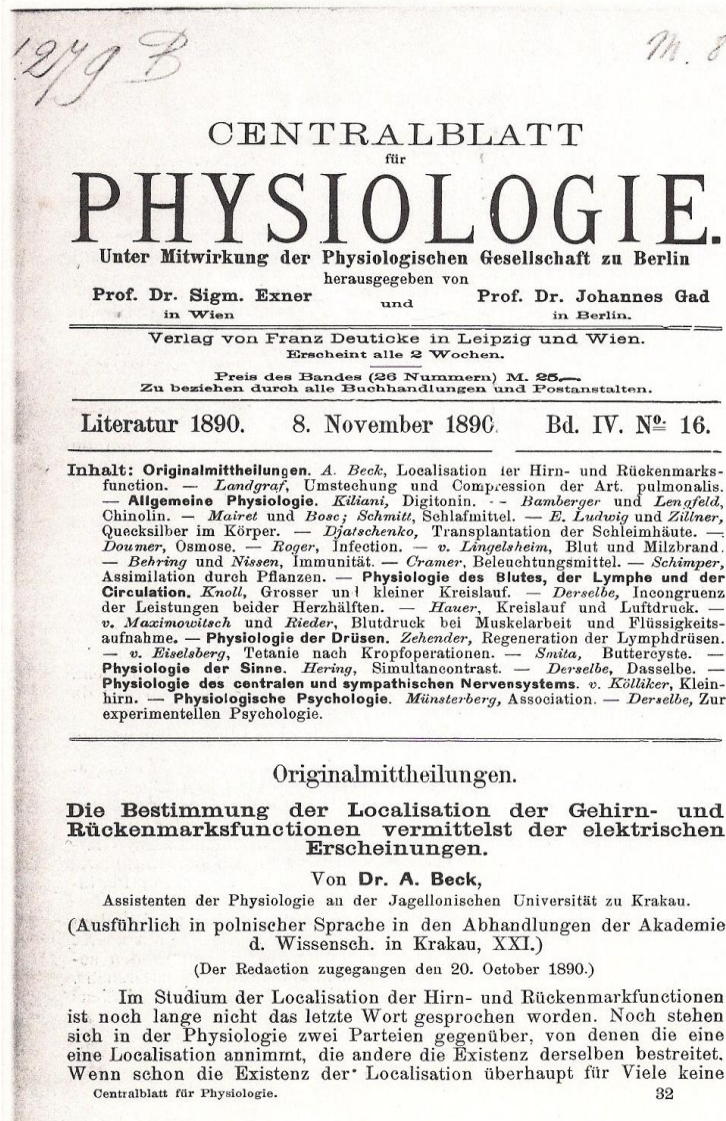 1279 B
M. 8
CENTRALBLATT
für
PHYSIOLOGIE.
Unter Mitwirkung der Physiologischen Gesellschaft zu Berlin
herausgegeben von
Prof. Dr. Sigm. Exner und Prof. Dr. Johannes Gad
in Wien in Berlin.
Verlag von Franz Deuticke in Leipzig und Wien.
Erscheint alle 2 Wochen.
Preis des Bandes (26 Nummern) M. 25.—
Zu beziehen durch alle Buchhandlungen und Postanstalten.
Literatur 1890. 8. November 1890. Bd. IV. No. 16.
Inhalt: Originalmittheilungen. A. Beck, Localisation der Hirn- und Rückenmarks-
function. — Landgraf, Umstechung und Compression der Art. pulmonalis.
— Allgemeine Physiologie. Kiliani, Digitonin. — Bamberger und Lengfeld,
Chinolin. — Mairet und Bosc; Schmitt, Schlafmittel. — E. Ludwig und Zillner,
Quecksilber im Körper. — Djatschenko, Transplantation der Schleimhäute. —
Doumer, Osmose. — Roger, Infection. — v. Lingelsheim, Blut und Milzbrand.
— Behring und Nissen, Immunität. — Cramer, Beleuchtungsmittel. — Schimper,
Assimilation durch Pflanzen. — Physiologie des Blutes, der Lymphe und der
Circulation. Knoll, Grosser und kleiner Kreislauf. — Derselbe, Incongruenz
der Leistungen beider Herzhälften. — Hauer, Kreislauf und Luftdruck. —
v. Maximowitsch und Rieder, Blutdruck bei Muskelarbeit und Flüssigkeits-
aufnahme. — Physiologie der Drüsen. Zehender, Regeneration der Lymphdrüsen.
— v. Eiselsberg, Tetanie nach Kropfoperationen. — Smita, Buttercyste. —
Physiologie der Sinne. Hering, Simultancontrast. — Derselbe, Dasselbe. —
Physiologie des centralen und sympathischen Nervensystems. v. Kölliker, Klein-
hirn. — Physiologische Psychologie. Münsterberg, Association. — Derselbe, Zur
experimentellen Psychologie.
Originalmittheilungen.
Die Bestimmung der Localisation der Gehirn- und
Rückenmarksfunctionen vermittelst der elektrischen
Erscheinungen.
Von Dr. A. Beck,
Assistenten der Physiologie an der Jagellonischen Universität zu Krakau.
(Ausführlich in polnischer Sprache in den Abhandlungen der Akademie
d. Wissensch. in Krakau, XXI.)
(Der Redaction zugegangen den 20. October 1890.)
Im Studium der Localisation der Hirn- und Rückenmarkfunctionen
ist noch lange nicht das letzte Wort gesprochen worden. Noch stehen
sich in der Physiologie zwei Parteien gegenüber, von denen die eine
eine Localisation annimmt, die andere die Existenz derselben bestreitet.
Wenn schon die Existenz der Localisation überhaupt für Viele keine
Centralblatt für Physiologie. 32